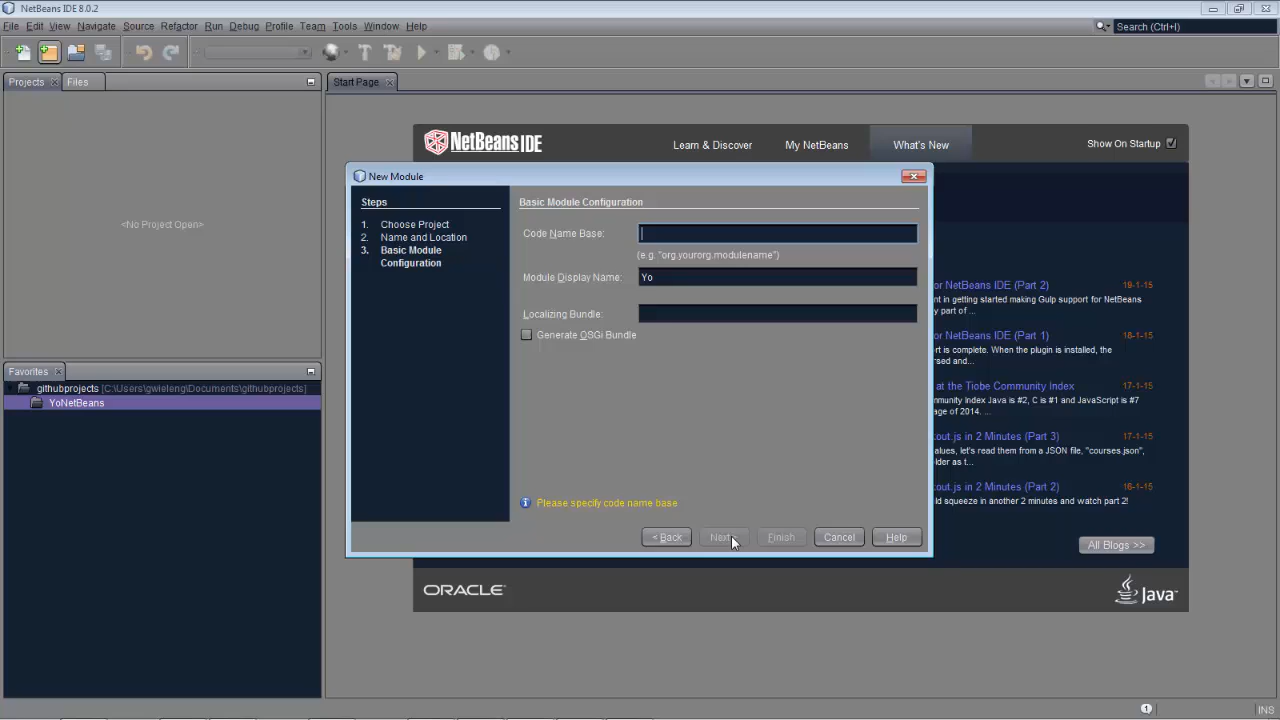 NetBeans IDE 8.0.2
File Edit View Navigate Source Refactor Run Debug Profile Team Tools Window Help
Search (Ctrl+I)
Projects Files
Start Page
NetBeans IDE
Learn & Discover
My NetBeans
What's New
Show On Startup
<No Project Open>
New Module
Steps
1. Choose Project
2. Name and Location
3. Basic Module
Configuration
Basic Module Configuration
Code Name Base:
(e.g. "org.yourorg.modulename")
Module Display Name: Yo
Localizing Bundle:
Generate OSGi Bundle
Please specify code name base
< Back
Next >
Finish
Cancel
Help
or NetBeans IDE (Part 2) 19-1-15
nt in getting started making Gulp support for NetBeans
y part of ...
or NetBeans IDE (Part 1) 18-1-15
ort is complete. When the plugin is installed, the
rsed and...
at the Tiobe Community Index 17-1-15
mmunity Index Java is #2, C is #1 and JavaScript is #7
age of 2014. ...
out.js in 2 Minutes (Part 3) 17-1-15
values, let's read them from a JSON file, "courses.json",
older as t...
out.js in 2 Minutes (Part 2) 16-1-15
ld squeeze in another 2 minutes and watch part 2!
All Blogs >>
ORACLE
Java
Favorites
githubprojects [C:\Users\gwieleng\Documents\githubprojects]
YoNetBeans
1
INS